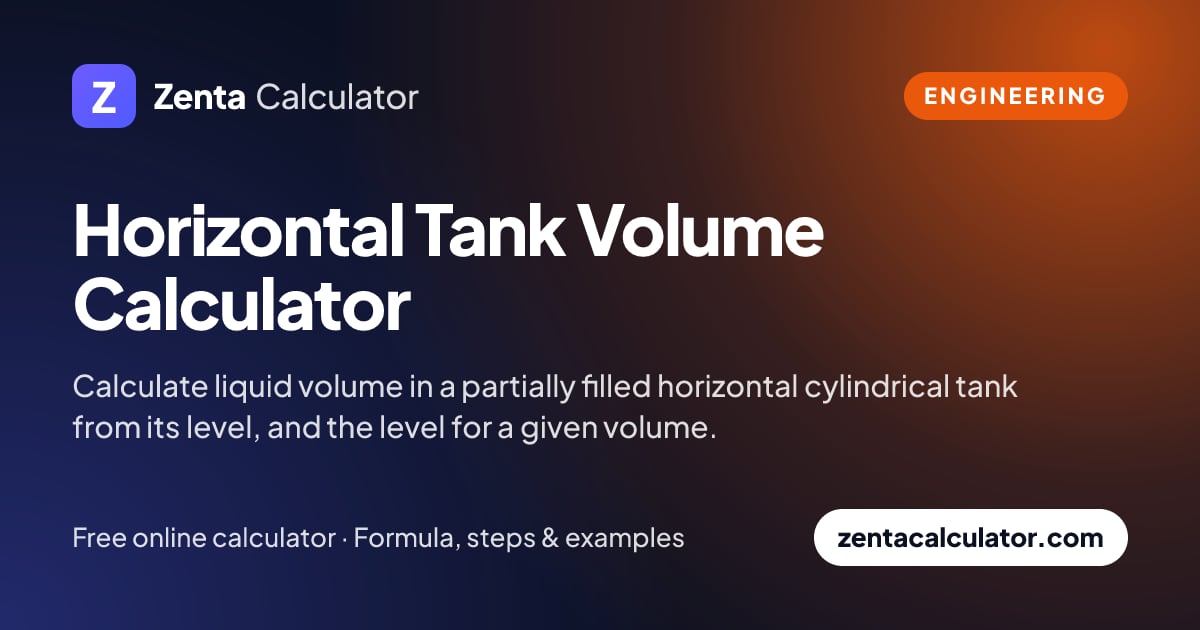 Z
Zenta Calculator
ENGINEERING
Horizontal Tank Volume
Calculator
Calculate liquid volume in a partially filled horizontal cylindrical tank
from its level, and the level for a given volume.
Free online calculator · Formula, steps & examples
zentacalculator.com